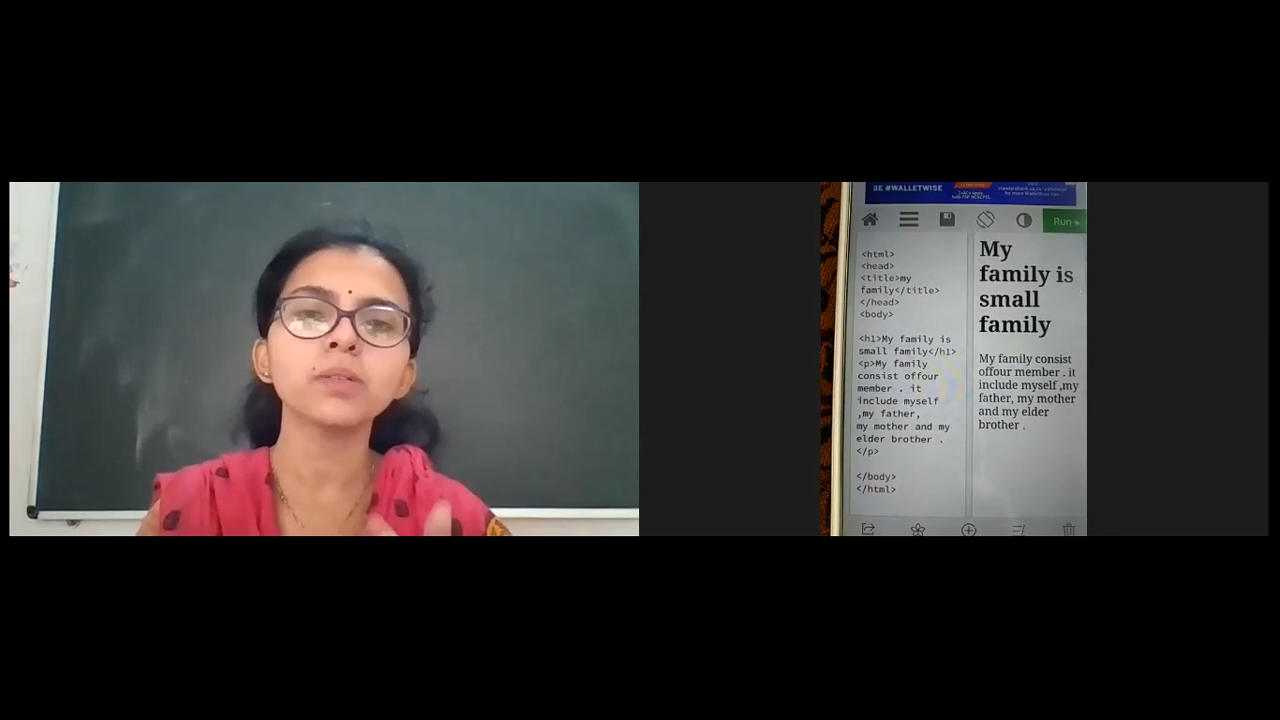 BE #WALLETWISE
Run
<html>
<head>
<title>my
family</title>
</head>
<body>
<h1>My family is
small family</h1>
<p>My family
consist offour
member . it
include myself
,my father,
my mother and my
elder brother .
</p>
</body>
</html>
My
family is
small
family
My family consist
offour member . it
include myself ,my
father, my mother
and my elder
brother .